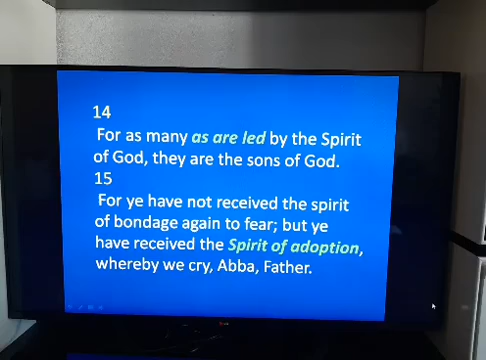 14
For as many as are led by the Spirit
of God, they are the sons of God.
15
For ye have not received the spirit
of bondage again to fear; but ye
have received the Spirit of adoption,
whereby we cry, Abba, Father.